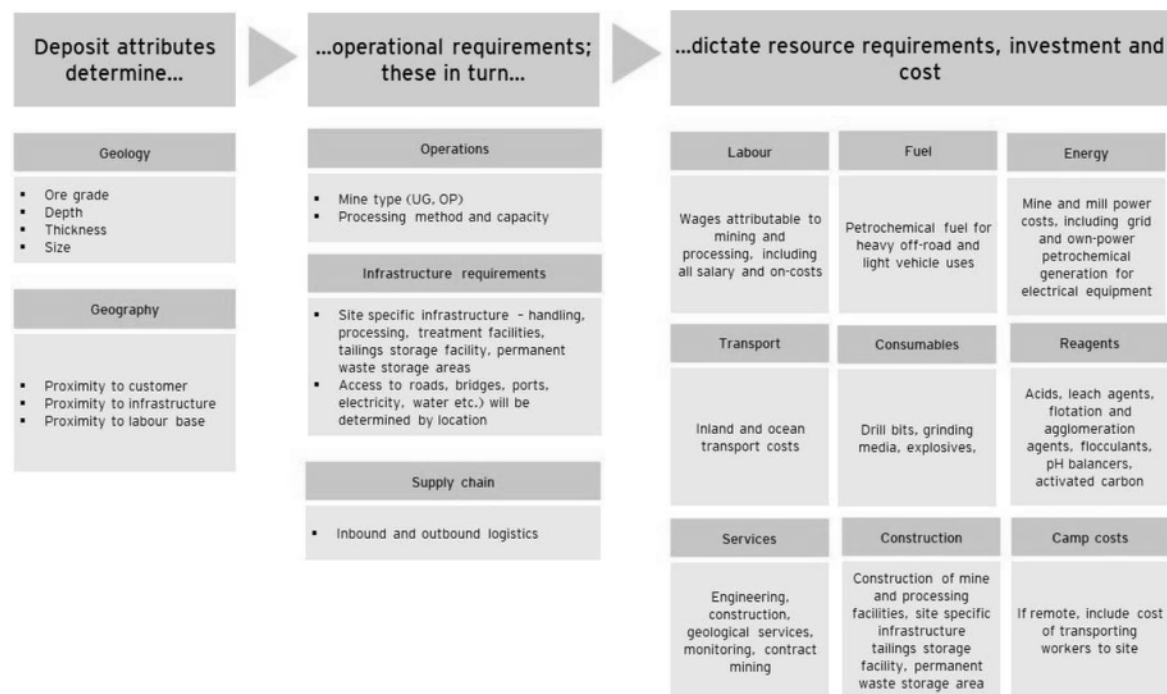 Deposit attributes
determine...
...operational requirements;
these in turn...
...dictate resource requirements, investment and
cost
Geology
▪ Ore grade
▪ Depth
▪ Thickness
▪ Size
Geography
▪ Proximity to customer
▪ Proximity to infrastructure
▪ Proximity to labour base
Operations
▪ Mine type (UG, OP)
▪ Processing method and capacity
Infrastructure requirements
▪ Site specific infrastructure – handling,
processing, treatment facilities,
tailings storage facility, permanent
waste storage areas
▪ Access to roads, bridges, ports,
electricity, water etc.) will be
determined by location
Supply chain
▪ Inbound and outbound logistics
Labour
Wages attributable to
mining and
processing, including
all salary and on-costs
Fuel
Petrochemical fuel for
heavy off-road and
light vehicle uses
Energy
Mine and mill power
costs, including grid
and own-power
petrochemical
generation for
electrical equipment
Transport
Inland and ocean
transport costs
Consumables
Drill bits, grinding
media, explosives,
Reagents
Acids, leach agents,
flotation and
agglomeration
agents, flocculants,
pH balancers,
activated carbon
Services
Engineering,
construction,
geological services,
monitoring, contract
mining
Construction
Construction of mine
and processing
facilities, site specific
infrastructure
tailings storage
facility, permanent
waste storage area
Camp costs
If remote, include cost
of transporting
workers to site